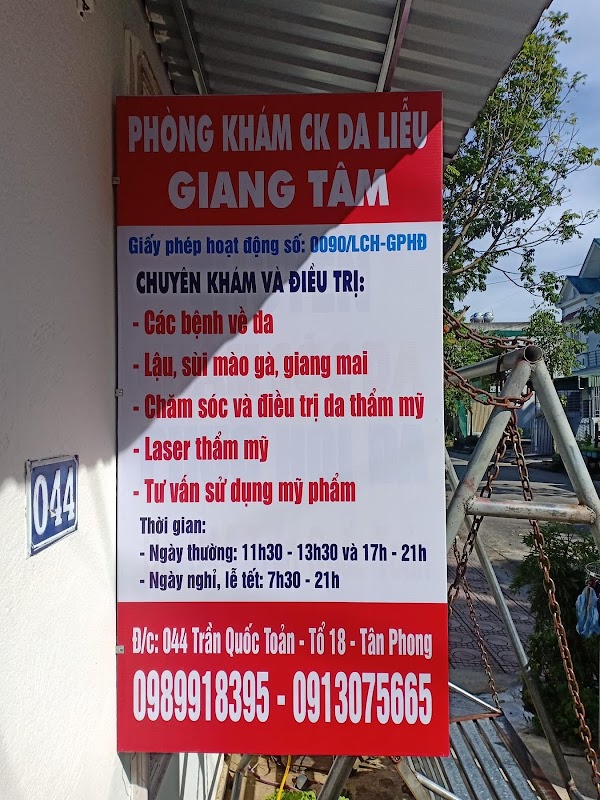 PHÒNG KHÁM CK DA LIỄU
GIANG TÂM
Giấy phép hoạt động số: 0090/LCH-GPHĐ
CHUYÊN KHÁM VÀ ĐIỀU TRỊ:
- Các bệnh về da
- Lậu, sùi mào gà, giang mai
- Chăm sóc và điều trị da thẩm mỹ
- Laser thẩm mỹ
- Tư vấn sử dụng mỹ phẩm
Thời gian:
- Ngày thường: 11h30 - 13h30 và 17h - 21h
- Ngày nghỉ, lễ tết: 7h30 - 21h
Đ/c: 044 Trần Quốc Toản - Tổ 18 - Tân Phong
0989918395 - 0913075665
044